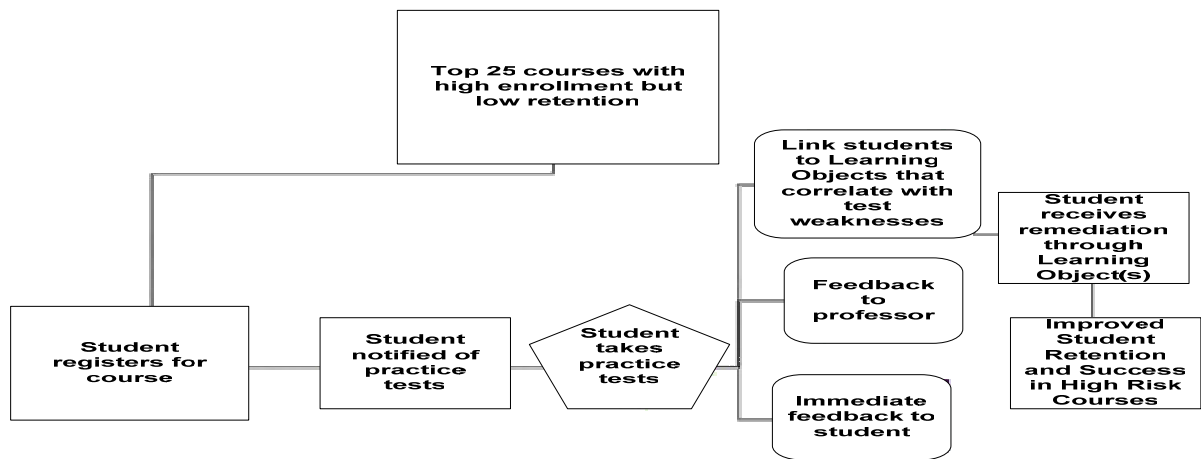 Top 25 courses with
high enrollment but
low retention
Student
registers for
course
Student
notified of
practice
tests
Student
takes
practice
tests
Link students
to Learning
Objects that
correlate with
test
weaknesses
Feedback
to
professor
Immediate
feedback to
student
Student
receives
remediation
through
Learning
Object(s)
Improved
Student
Retention
and Success
in High Risk
Courses